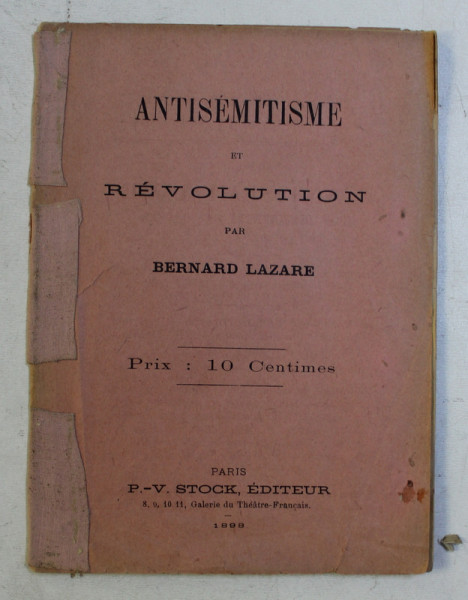 ANTISÉMITISME
ET
RÉVOLUTION
PAR
BERNARD LAZARE
Prix : 10 Centimes
PARIS
P.-V. STOCK, ÉDITEUR
8, 9, 10 11, Galerie du Théâtre-Français.
1898